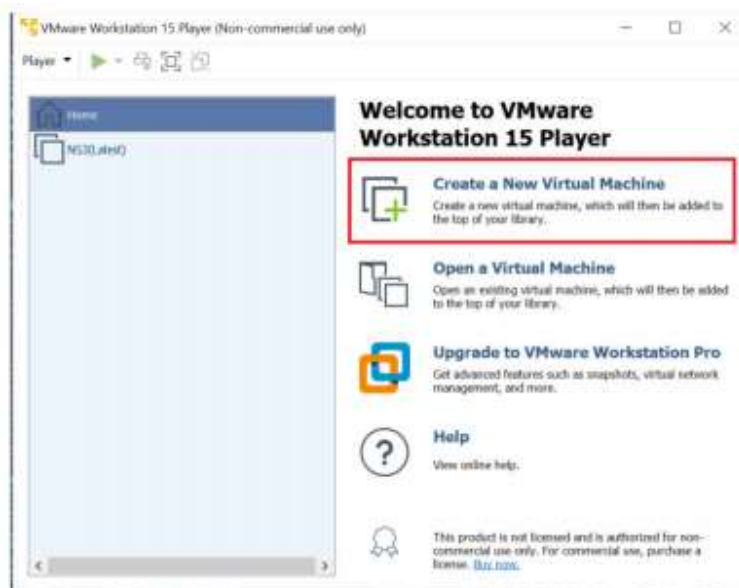 VMware Workstation 15 Player (Non-commercial use only)
Player
Home
Welcome to VMware
Workstation 15 Player
Create a New Virtual Machine
Create a new virtual machine, which will then be added to
the top of your library.
Open a Virtual Machine
Open an existing virtual machine, which will then be added
to the top of your library.
Upgrade to VMware Workstation Pro
Get advanced features such as snapshots, virtual network
management, and more.
Help
View online help.
This product is not licensed and is authorized for non-
commercial use only. For commercial use, purchase a
license. Buy now.